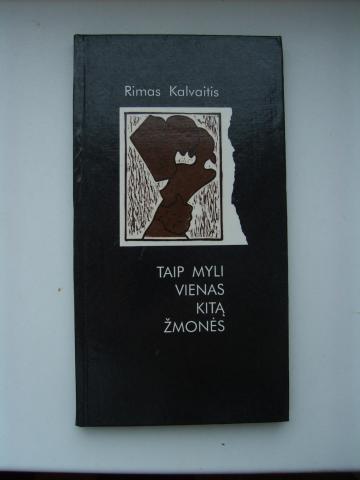 Rimas Kalvaitis
TAIP MYLI
VIENAS
KITĄ
ŽMONĖS